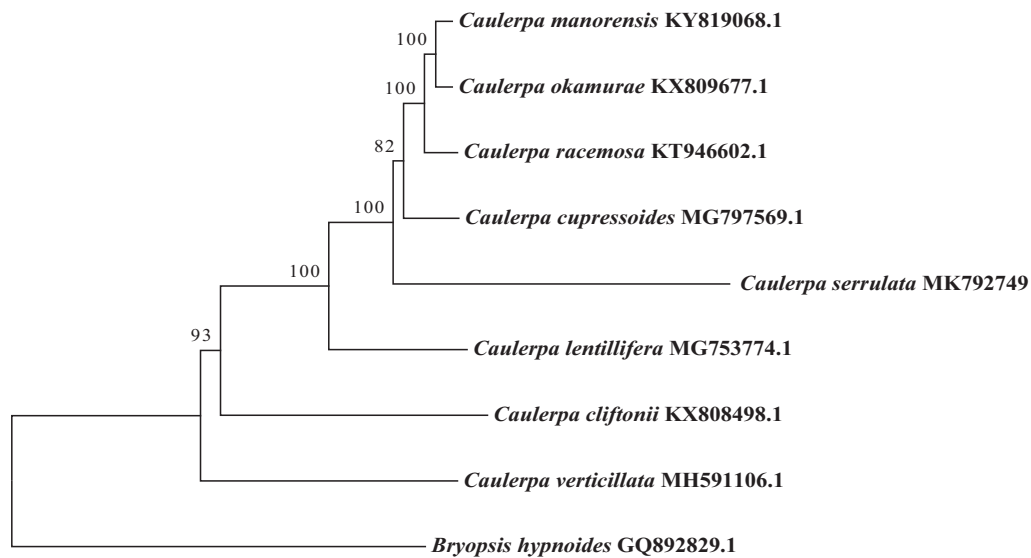 Caulerpa manorensis KY819068.1
100
Caulerpa okamurae KX809677.1
100
82
Caulerpa racemosa KT946602.1
100
Caulerpa cupressoides MG797569.1
100
Caulerpa serrulata MK792749
93
Caulerpa lentillifera MG753774.1
Caulerpa cliftonii KX808498.1
Caulerpa verticillata MH591106.1
Bryopsis hypnoides GQ892829.1